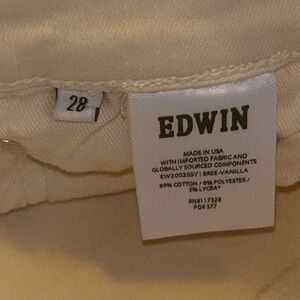 28
EDWIN
MADE IN USA
WITH IMPORTED FABRIC AND
GLOBALLY SOURCED COMPONENTS
EW2003SSY | BREE-VANILLA
89% COTTON / 6% POLYESTER /
5% LYCRA®
RN#117328
PO# 377